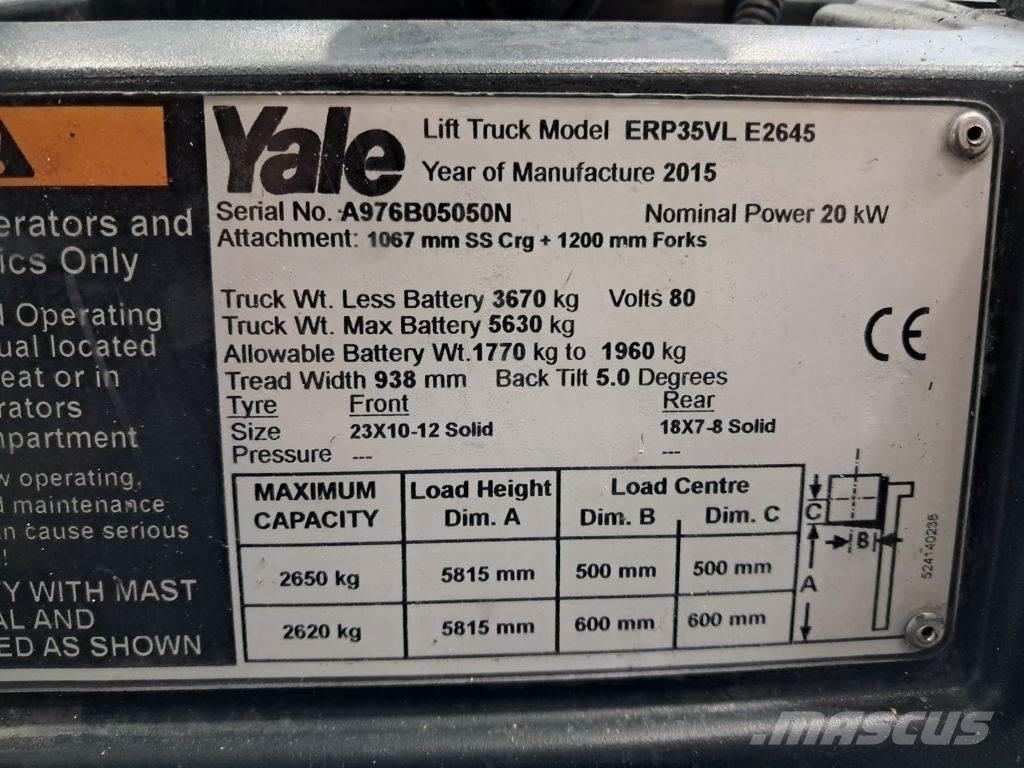 erators and
ics Only
d Operating
ual located
eat or in
rators
mpartment
w operating,
d maintenance
an cause serious
!
Y WITH MAST
AL AND
ED AS SHOWN
Yale
Lift Truck Model ERP35VL E2645
Year of Manufacture 2015
Serial No. A976B05050N Nominal Power 20 kW
Attachment: 1067 mm SS Crg + 1200 mm Forks
Truck Wt. Less Battery 3670 kg Volts 80
Truck Wt. Max Battery 5630 kg
Allowable Battery Wt. 1770 kg to 1960 kg
Tread Width 938 mm Back Tilt 5.0 Degrees
Tyre Front Rear
Size 23X10-12 Solid 18X7-8 Solid
Pressure --- ---
MAXIMUM CAPACITY Load Height Dim. A Load Centre Dim. B Dim. C
2650 kg 5815 mm 500 mm 500 mm
2620 kg 5815 mm 600 mm 600 mm
CE
C
B
A
524140238
MASCUS